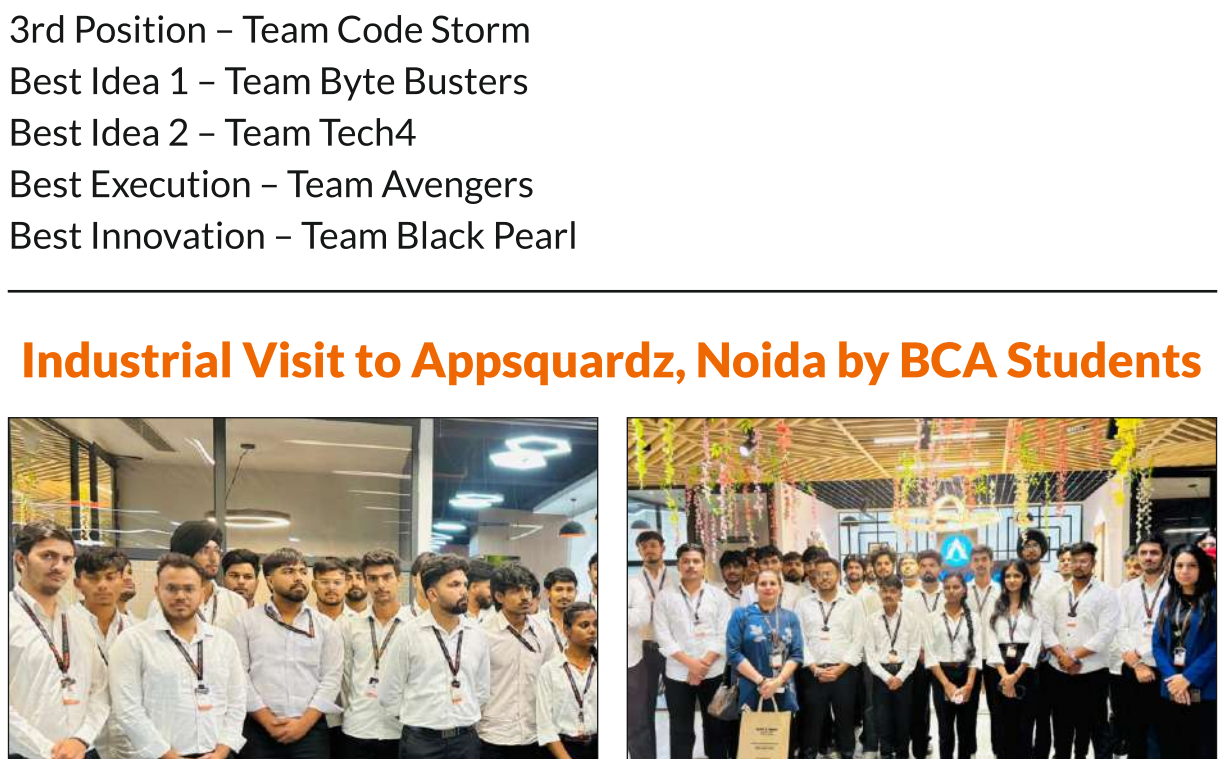 3rd Position – Team Code Storm
Best Idea 1 – Team Byte Busters
Best Idea 2 – Team Tech4
Best Execution – Team Avengers
Best Innovation – Team Black Pearl
Industrial Visit to Appsquardz, Noida by BCA Students